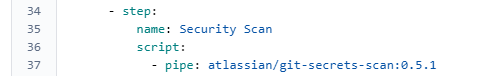 34 - step:
35 name: Security Scan
36 script:
37 - pipe: atlassian/git-secrets-scan:0.5.1